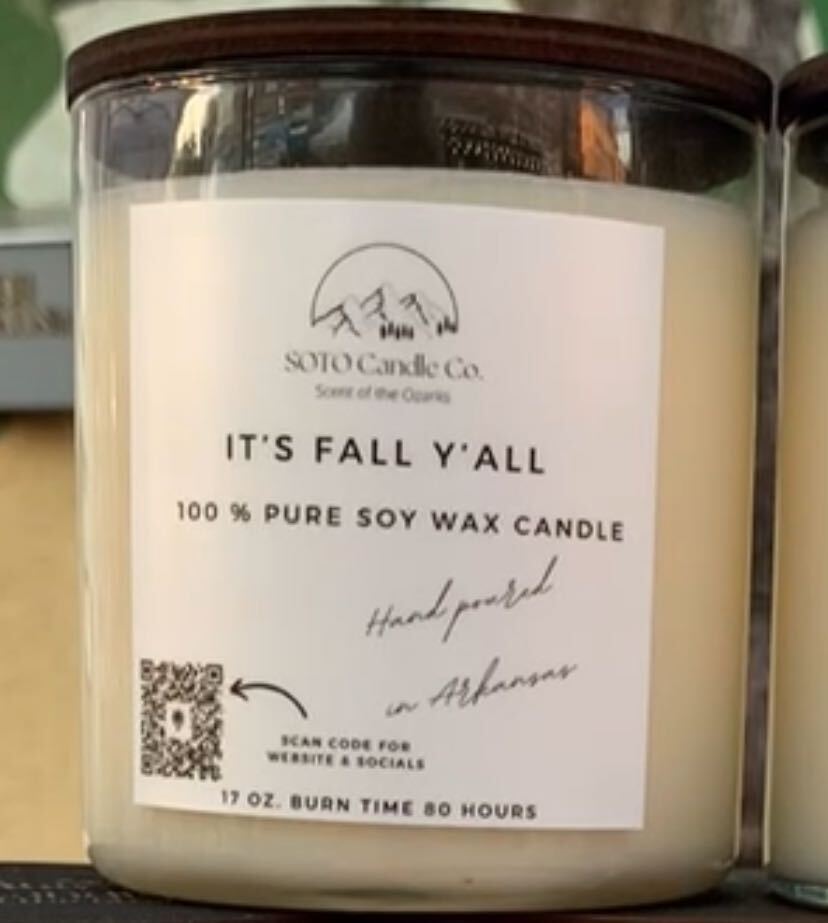 SOTO Candle Co.
Scent of the Ozarks
IT'S FALL Y'ALL
100 % PURE SOY WAX CANDLE
Hand poured
in Arkansas
SCAN CODE FOR
WEBSITE & SOCIALS
17 OZ. BURN TIME 80 HOURS